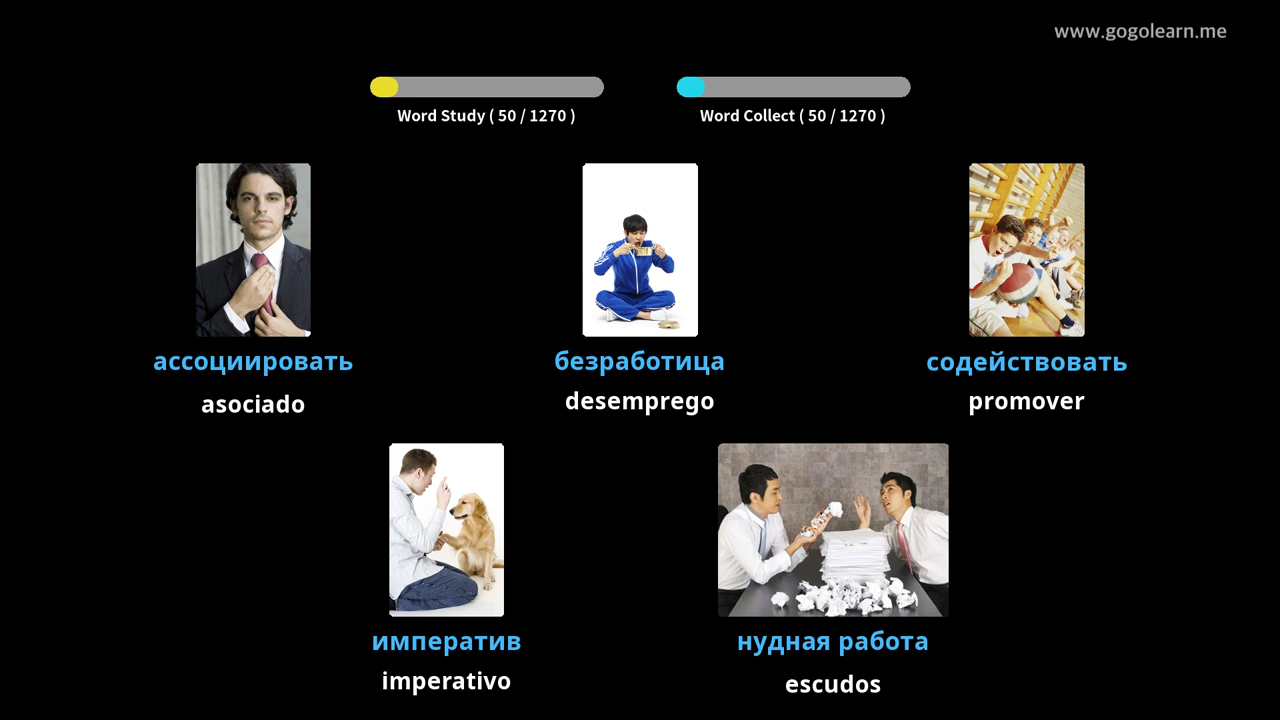 www.gogolearn.me
Word Study ( 50 / 1270 )
Word Collect ( 50 / 1270 )
ассоциировать
asociado
безработица
desemprego
содействовать
promover
императив
imperativo
нудная работа
escudos